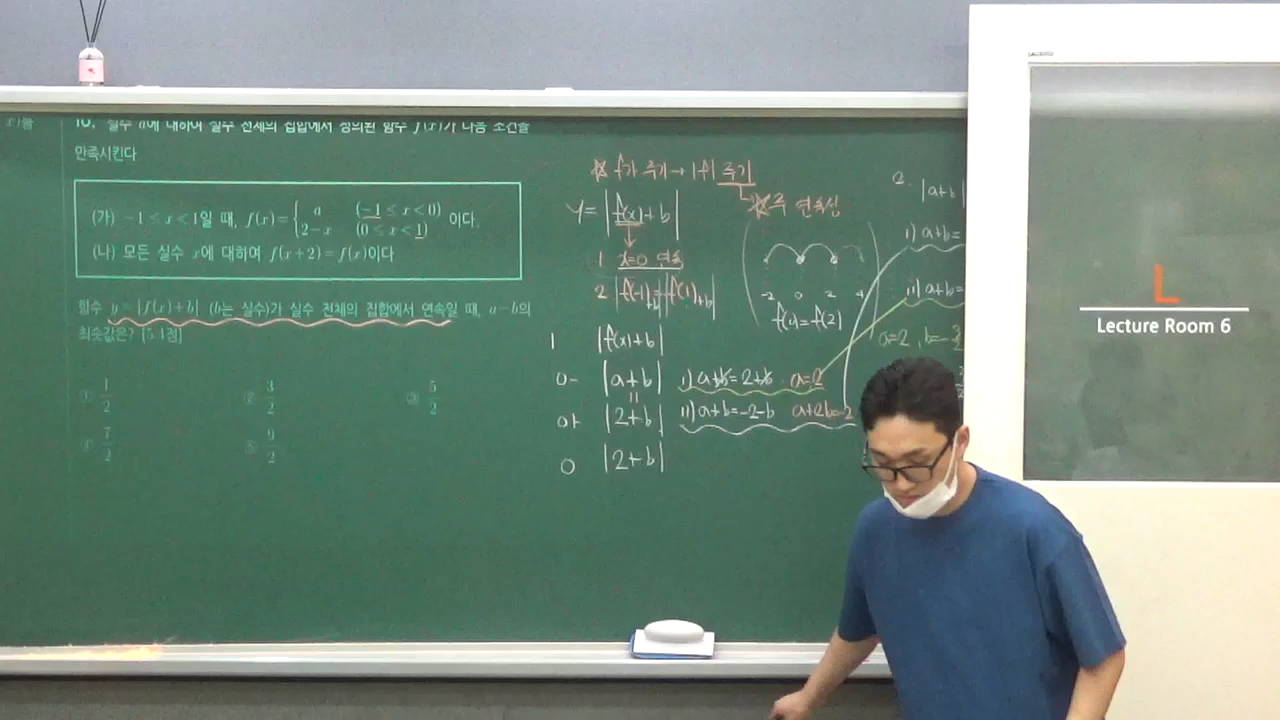 10. 실수 a에 대하여 실수 전체의 집합에서 정의된 함수 f(x)가 다음 조건을
만족시킨다
(가) -1 ≤ x < 1일 때, f(x) = { a (-1 ≤ x < 0)
2-x (0 ≤ x < 1) 이다.
(나) 모든 실수 x에 대하여 f(x+2) = f(x)이다
함수 y = |f(x)+b| (b는 실수)가 실수 전체의 집합에서 연속일 때, a-b의
최솟값은? [5.1점]
① 1/2 ② 3/2 ③ 5/2
④ 7/2 ⑤ 9/2
f가 주기 → |f| 주기
y = |f(x)+b|
주 연속성
1 x=0 연속
2 |f(-1)+b| = |f(1)+b|
-2 0 2 4
f(0) = f(2)
1 |f(x)+b|
0- |a+b|
=
0+ |2+b|
0 |2+b|
i) a+b = 2+b a=2
ii) a+b = -2-b a+2b=-2
2. |a+b|
i) a+b =
ii) a+b =
a=2, b=-3/2
L
Lecture Room 6